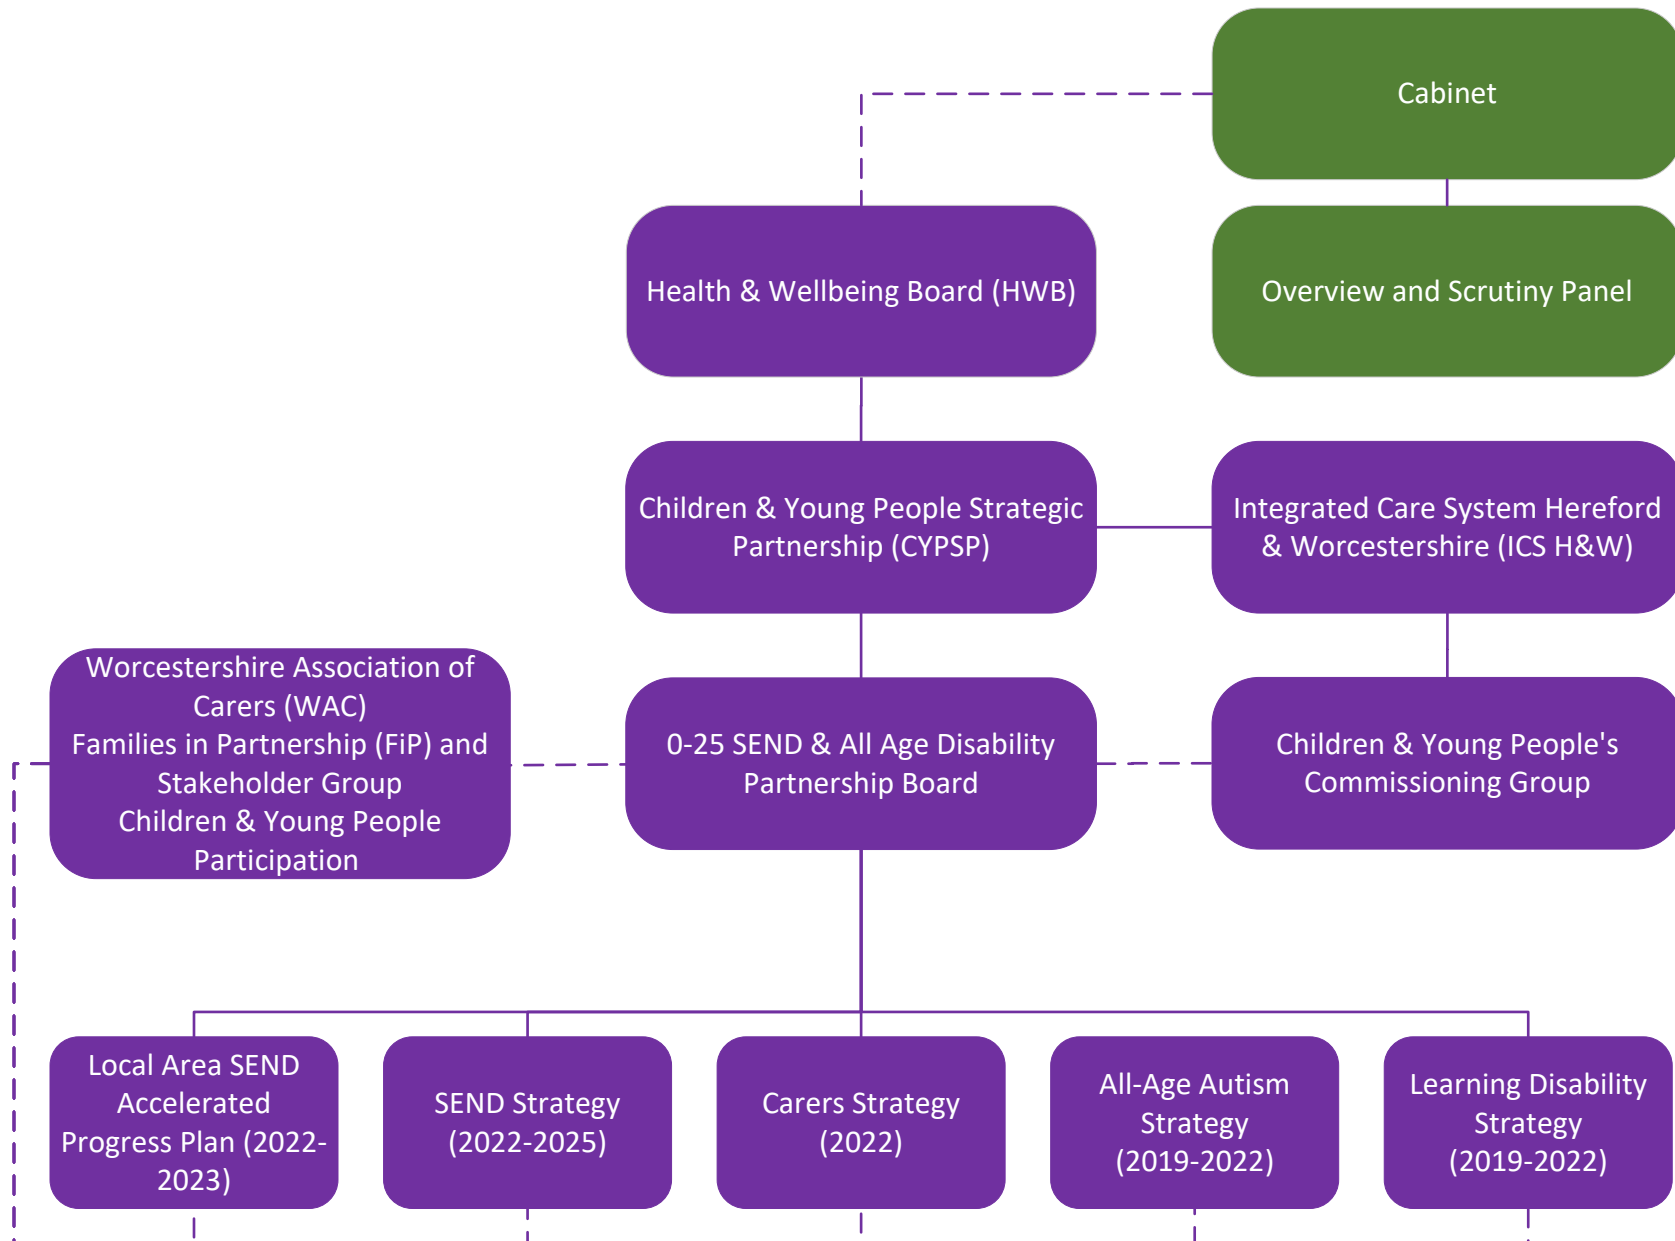 Cabinet
Health & Wellbeing Board (HWB)
Overview and Scrutiny Panel
Children & Young People Strategic
Partnership (CYPSP)
Integrated Care System Hereford
& Worcestershire (ICS H&W)
Worcestershire Association of
Carers (WAC)
Families in Partnership (FiP) and
Stakeholder Group
Children & Young People
Participation
0-25 SEND & All Age Disability
Partnership Board
Children & Young People's
Commissioning Group
Local Area SEND
Accelerated
Progress Plan (2022-
2023)
SEND Strategy
(2022-2025)
Carers Strategy
(2022)
All-Age Autism
Strategy
(2019-2022)
Learning Disability
Strategy
(2019-2022)